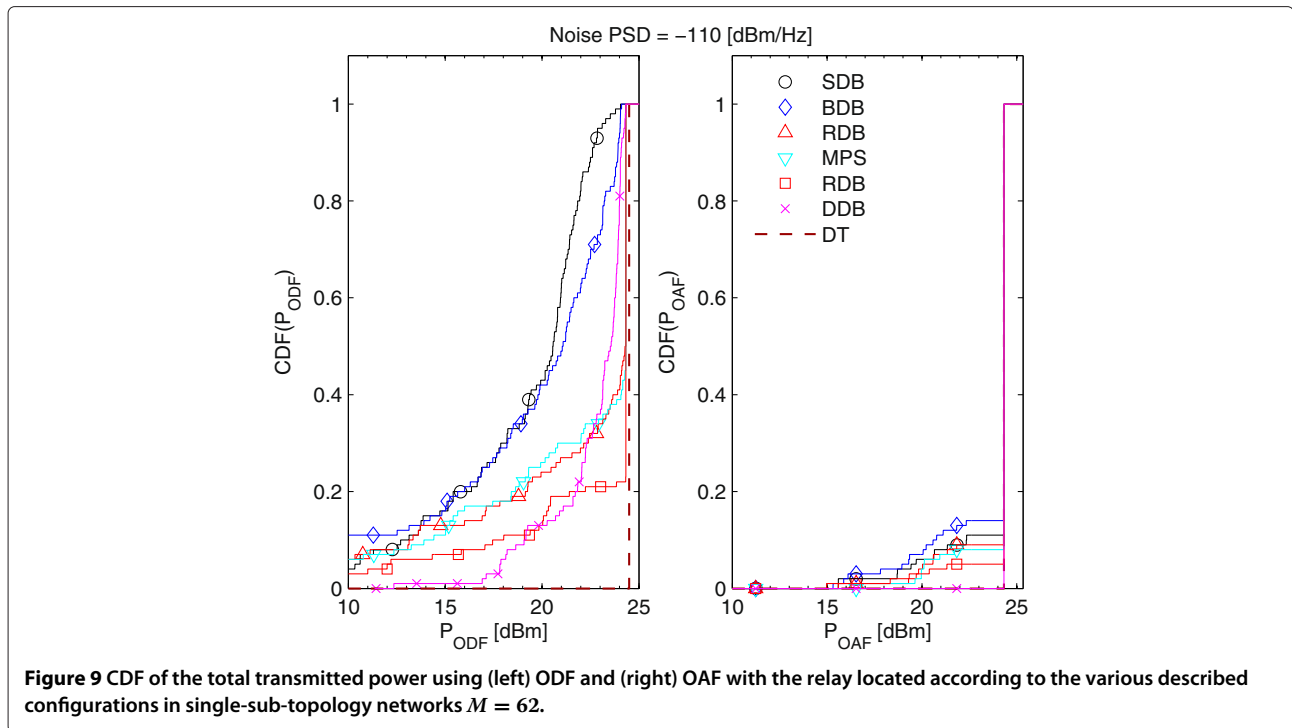 Noise PSD = −110 [dBm/Hz]
CDF(P_ODF)
1
0.8
0.6
0.4
0.2
0
10
15
20
25
P_ODF [dBm]
CDF(P_OAF)
1
0.8
0.6
0.4
0.2
0
10
15
20
25
P_OAF [dBm]
SDB
BDB
RDB
MPS
RDB
DDB
DT
Figure 9 CDF of the total transmitted power using (left) ODF and (right) OAF with the relay located according to the various described
configurations in single-sub-topology networks M = 62.